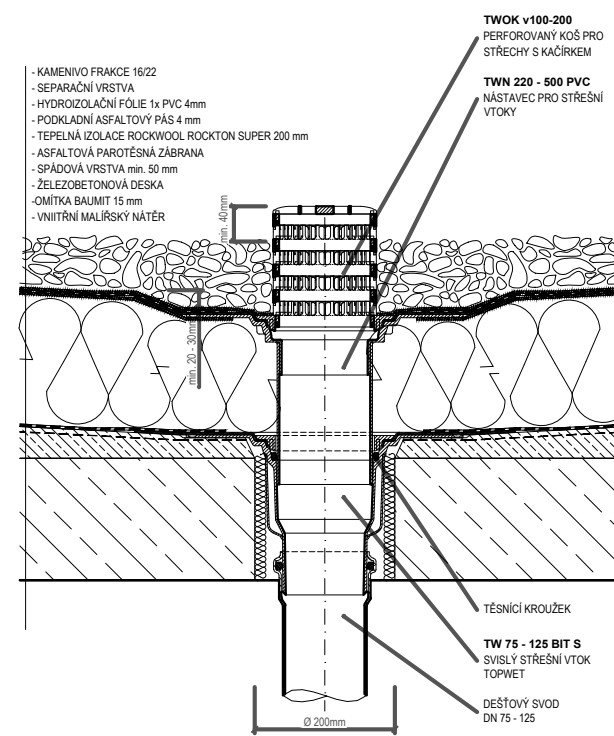 TWOK v100-200
PERFOROVANÝ KOŠ PRO
STŘECHY S KAČÍRKEM
TWN 220 - 500 PVC
NÁSTAVEC PRO STŘEŠNÍ
VTOKY
- KAMENIVO FRAKCE 16/22
- SEPARAČNÍ VRSTVA
- HYDROIZOLAČNÍ FÓLIE 1x PVC 4mm
- PODKLADNÍ ASFALTOVÝ PÁS 4 mm
- TEPELNÁ IZOLACE ROCKWOOL ROCKTON SUPER 200 mm
- ASFALTOVÁ PAROTĚSNÁ ZÁBRANA
- SPÁDOVÁ VRSTVA min. 50 mm
- ŽELEZOBETONOVÁ DESKA
-OMÍTKA BAUMIT 15 mm
- VNIITŘNÍ MALÍŘSKÝ NÁTĚR
min. 40mm
min. 20 - 30mm
TĚSNÍCÍ KROUŽEK
TW 75 - 125 BIT S
SVISLÝ STŘEŠNÍ VTOK
TOPWET
DEŠŤOVÝ SVOD
DN 75 - 125
Ø 200mm